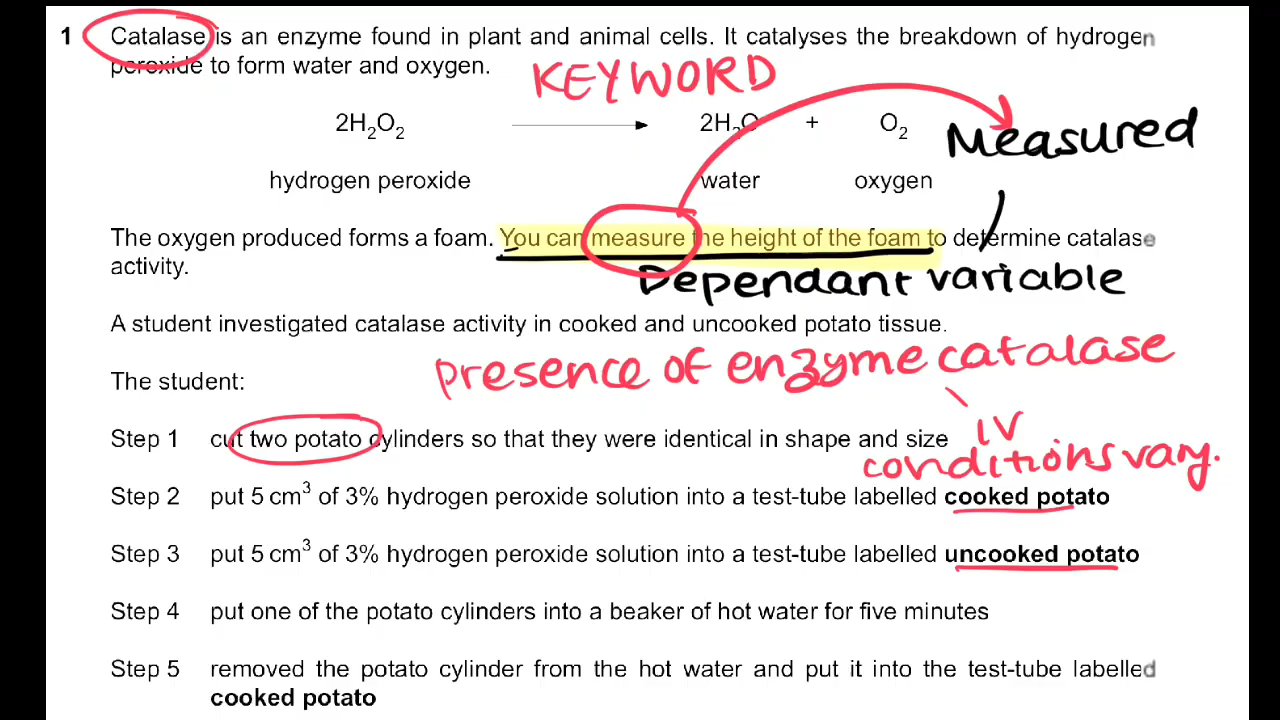 1 Catalase is an enzyme found in plant and animal cells. It catalyses the breakdown of hydrogen
peroxide to form water and oxygen.
KEYWORD
2H₂O₂ → 2H₂O + O₂
Measured
hydrogen peroxide water oxygen
The oxygen produced forms a foam. You can measure the height of the foam to determine catalase
activity.
Dependant variable
A student investigated catalase activity in cooked and uncooked potato tissue.
presence of enzyme catalase
The student:
IV
Step 1 cut two potato cylinders so that they were identical in shape and size
conditions vary.
Step 2 put 5 cm³ of 3% hydrogen peroxide solution into a test-tube labelled cooked potato
Step 3 put 5 cm³ of 3% hydrogen peroxide solution into a test-tube labelled uncooked potato
Step 4 put one of the potato cylinders into a beaker of hot water for five minutes
Step 5 removed the potato cylinder from the hot water and put it into the test-tube labelled
cooked potato